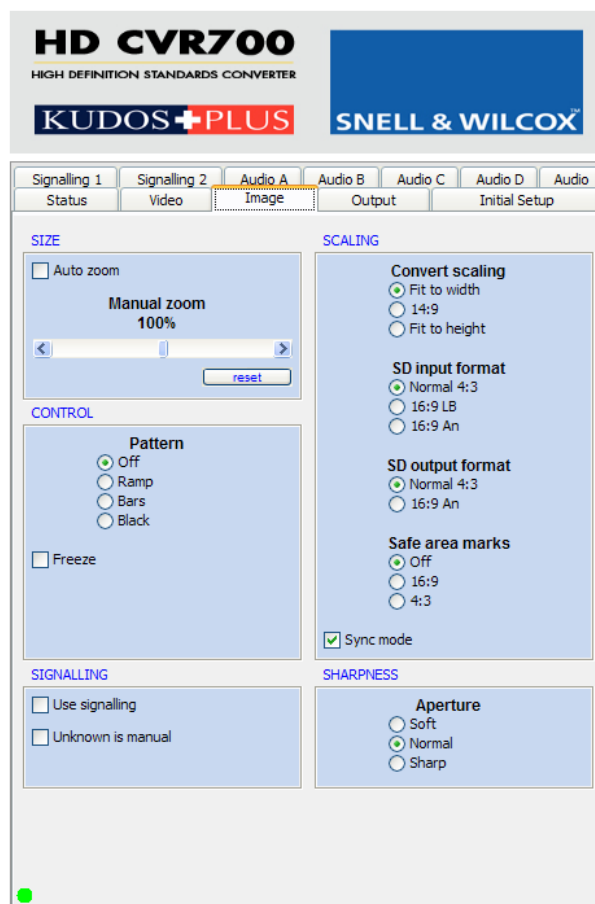 HD CVR700
HIGH DEFINITION STANDARDS CONVERTER
KUDOS+PLUS
SNELL & WILCOX™
Signalling 1 Signalling 2 Audio A Audio B Audio C Audio D Audio
Status Video Image Output Initial Setup
SIZE
Auto zoom
Manual zoom
100%
reset
CONTROL
Pattern
Off
Ramp
Bars
Black
Freeze
SIGNALLING
Use signalling
Unknown is manual
SCALING
Convert scaling
Fit to width
14:9
Fit to height
SD input format
Normal 4:3
16:9 LB
16:9 An
SD output format
Normal 4:3
16:9 An
Safe area marks
Off
16:9
4:3
Sync mode
SHARPNESS
Aperture
Soft
Normal
Sharp